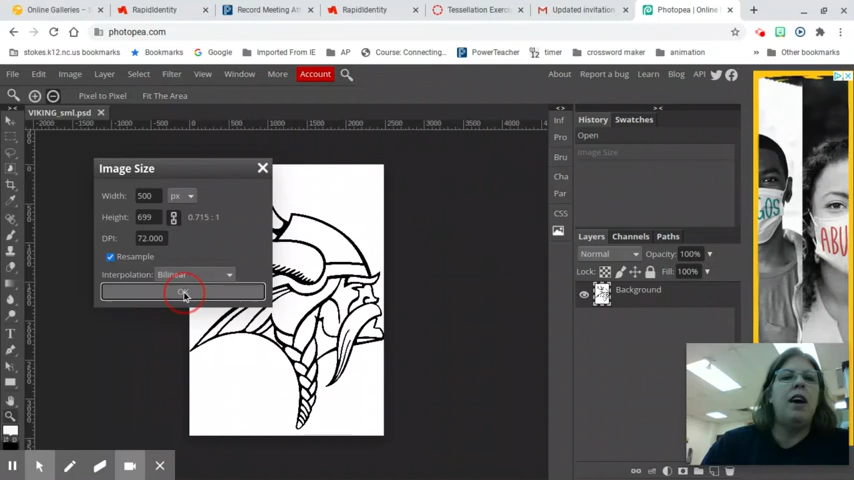 Online Galleries – S
RapidIdentity
Record Meeting Att
RapidIdentity
Tessellation Exerc
Updated invitation
Photopea | Online
photopea.com
stokes.k12.nc.us bookmarks
Bookmarks
Google
Imported From IE
AP
Course: Connecting...
PowerTeacher
timer
crossword maker
animation
Other bookmarks
File Edit Image Layer Select Filter View Window More Account
About Report a bug Learn Blog API
Pixel to Pixel Fit The Area
VIKING_sml.psd
Image Size
Width: 500 px
Height: 699 0.715 : 1
DPI: 72.000
Resample
Interpolation: Bilinear
OK
Inf
Pro
Bru
Cha
Par
CSS
History Swatches
Open
Image Size
Layers Channels Paths
Normal Opacity: 100%
Lock: Fill: 100%
Background
GOS
ABU